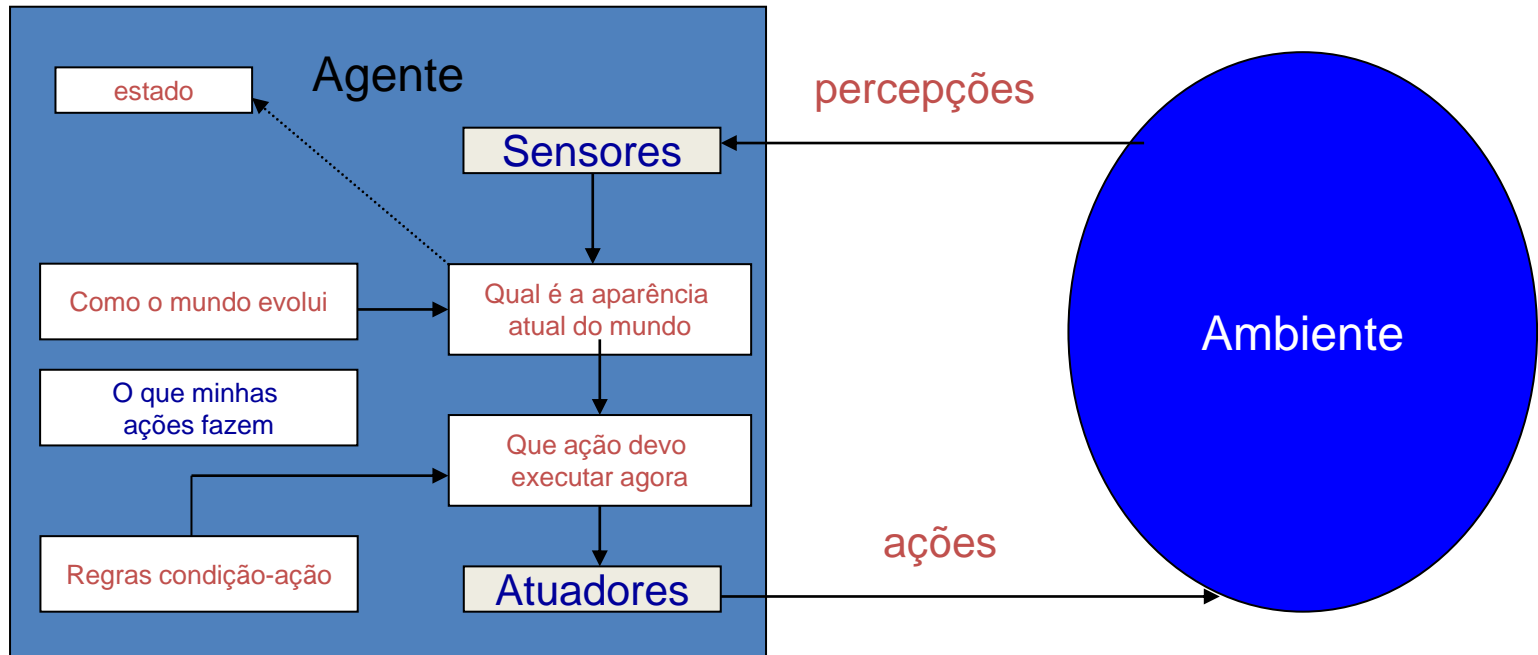 Agente
estado
percepções
Sensores
Como o mundo evolui
Qual é a aparência
atual do mundo
Ambiente
O que minhas
ações fazem
Que ação devo
executar agora
Regras condição-ação
ações
Atuadores